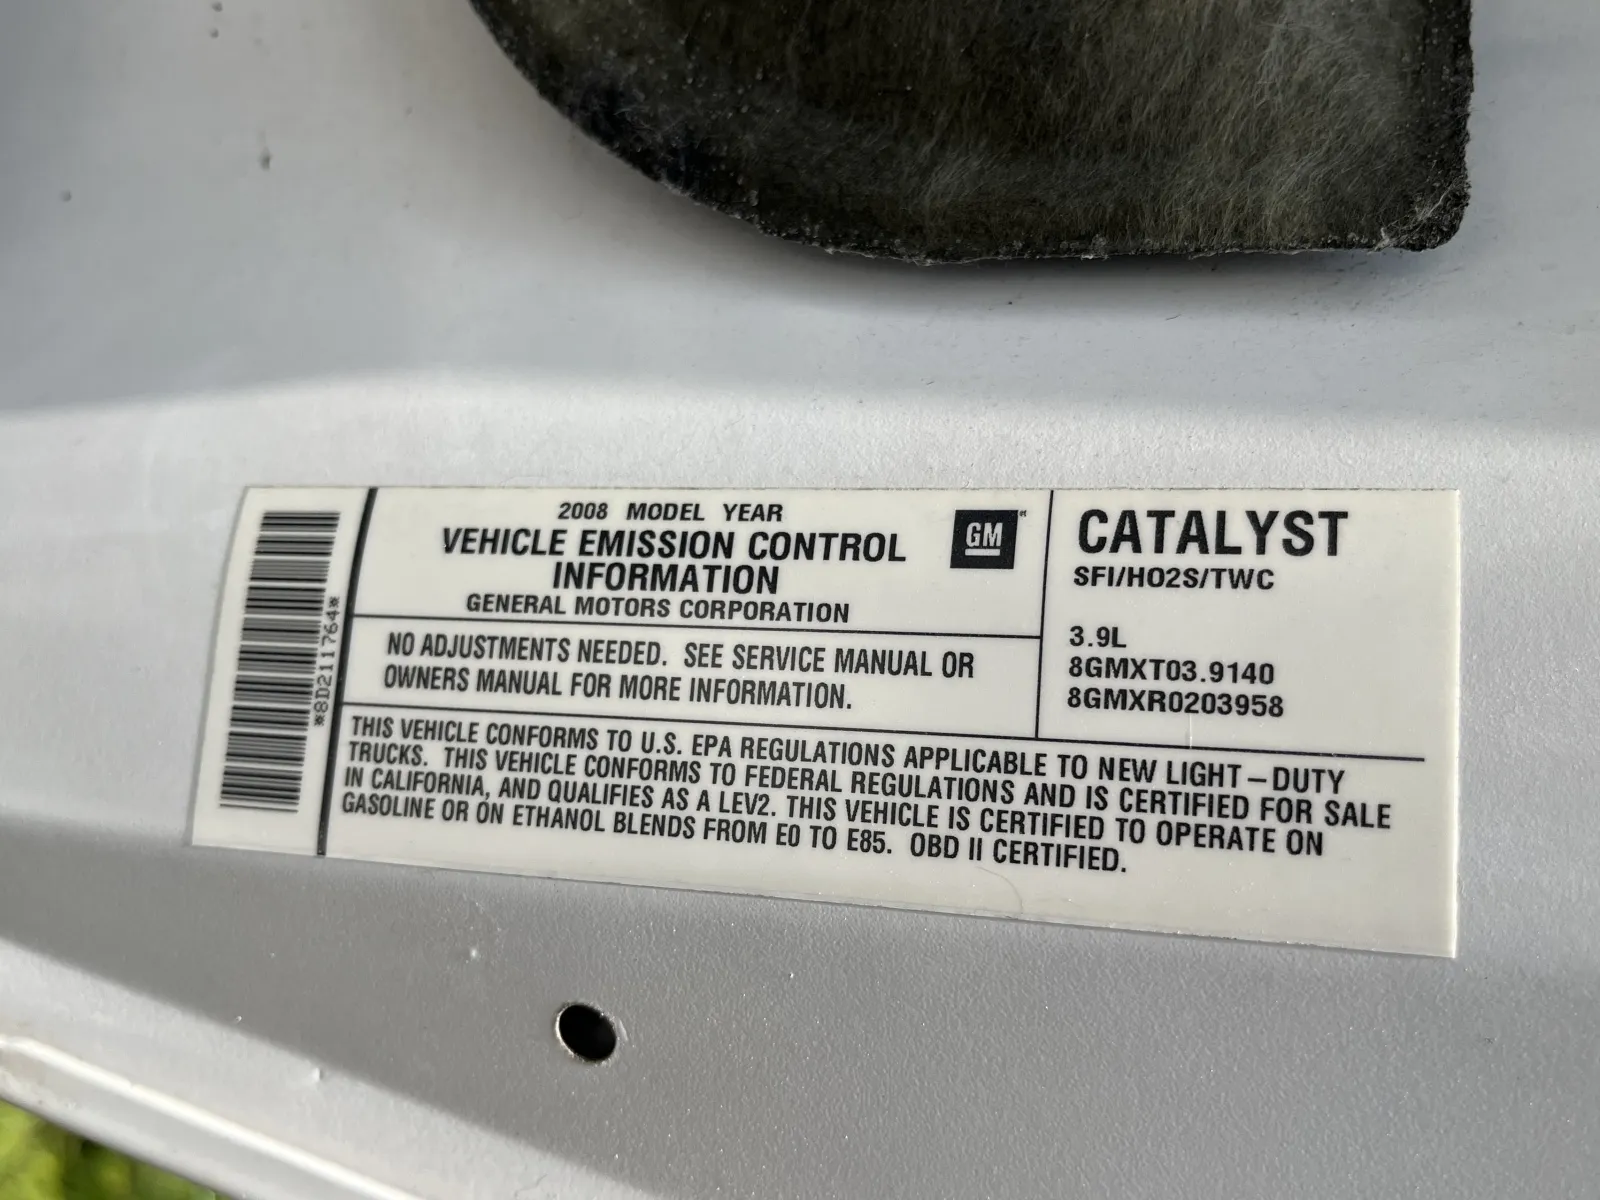 *8D211764*
2008 MODEL YEAR
VEHICLE EMISSION CONTROL
INFORMATION
GENERAL MOTORS CORPORATION
GM
NO ADJUSTMENTS NEEDED. SEE SERVICE MANUAL OR
OWNERS MANUAL FOR MORE INFORMATION.
CATALYST
SFI/HO2S/TWC
3.9L
8GMXT03.9140
8GMXR0203958
THIS VEHICLE CONFORMS TO U.S. EPA REGULATIONS APPLICABLE TO NEW LIGHT-DUTY
TRUCKS. THIS VEHICLE CONFORMS TO FEDERAL REGULATIONS AND IS CERTIFIED FOR SALE
IN CALIFORNIA, AND QUALIFIES AS A LEV2. THIS VEHICLE IS CERTIFIED TO OPERATE ON
GASOLINE OR ON ETHANOL BLENDS FROM E0 TO E85. OBD II CERTIFIED.